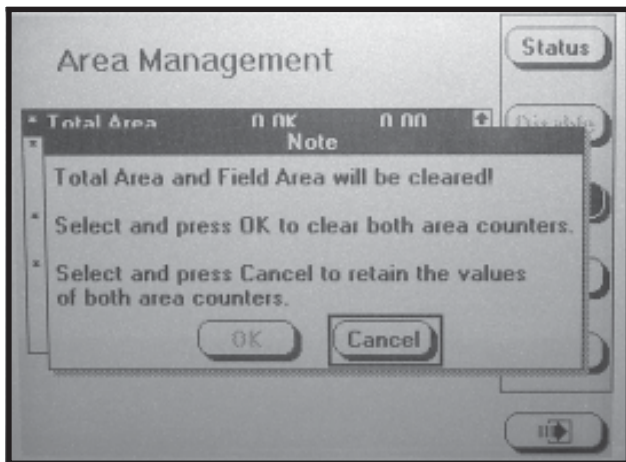 Area Management
Status
* Total Area 0.0K 0.00
Disable
Note
Total Area and Field Area will be cleared!
Select and press OK to clear both area counters.
Select and press Cancel to retain the values
of both area counters.
OK Cancel